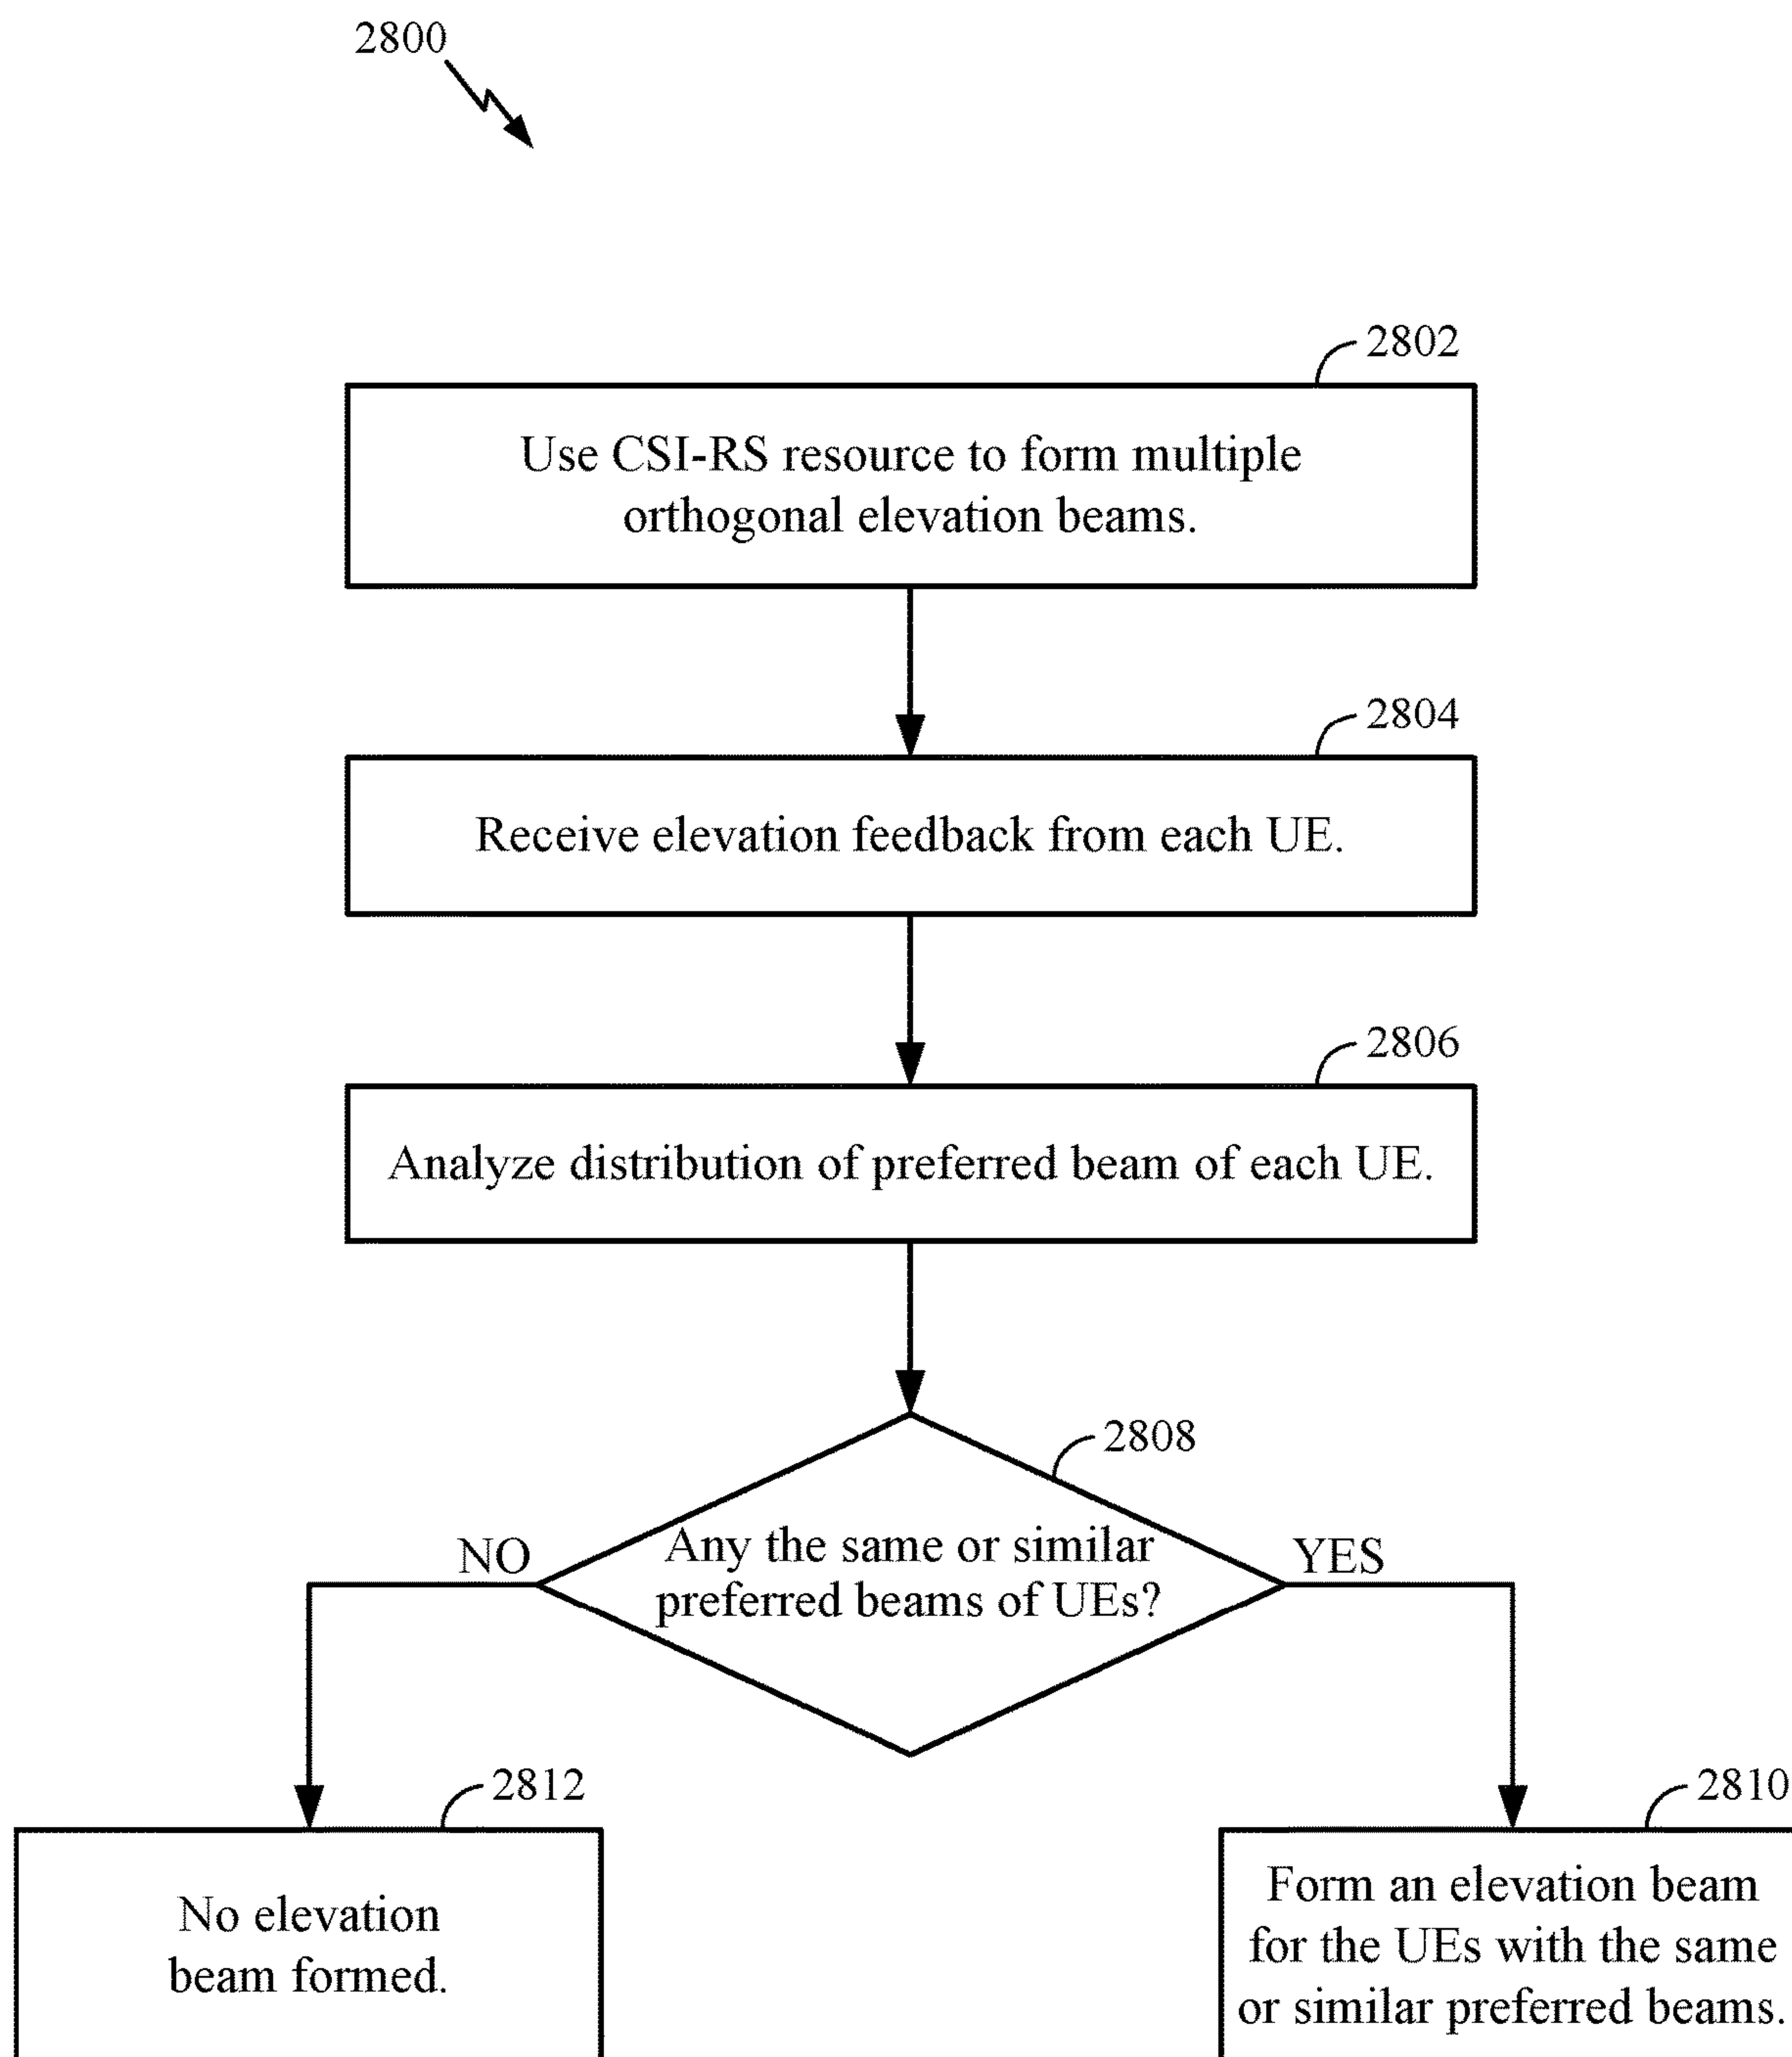 2800
2802
Use CSI-RS resource to form multiple
orthogonal elevation beams.
2804
Receive elevation feedback from each UE.
2806
Analyze distribution of preferred beam of each UE.
2808
NO
Any the same or similar
preferred beams of UEs?
YES
2812
No elevation
beam formed.
2810
Form an elevation beam
for the UEs with the same
or similar preferred beams.